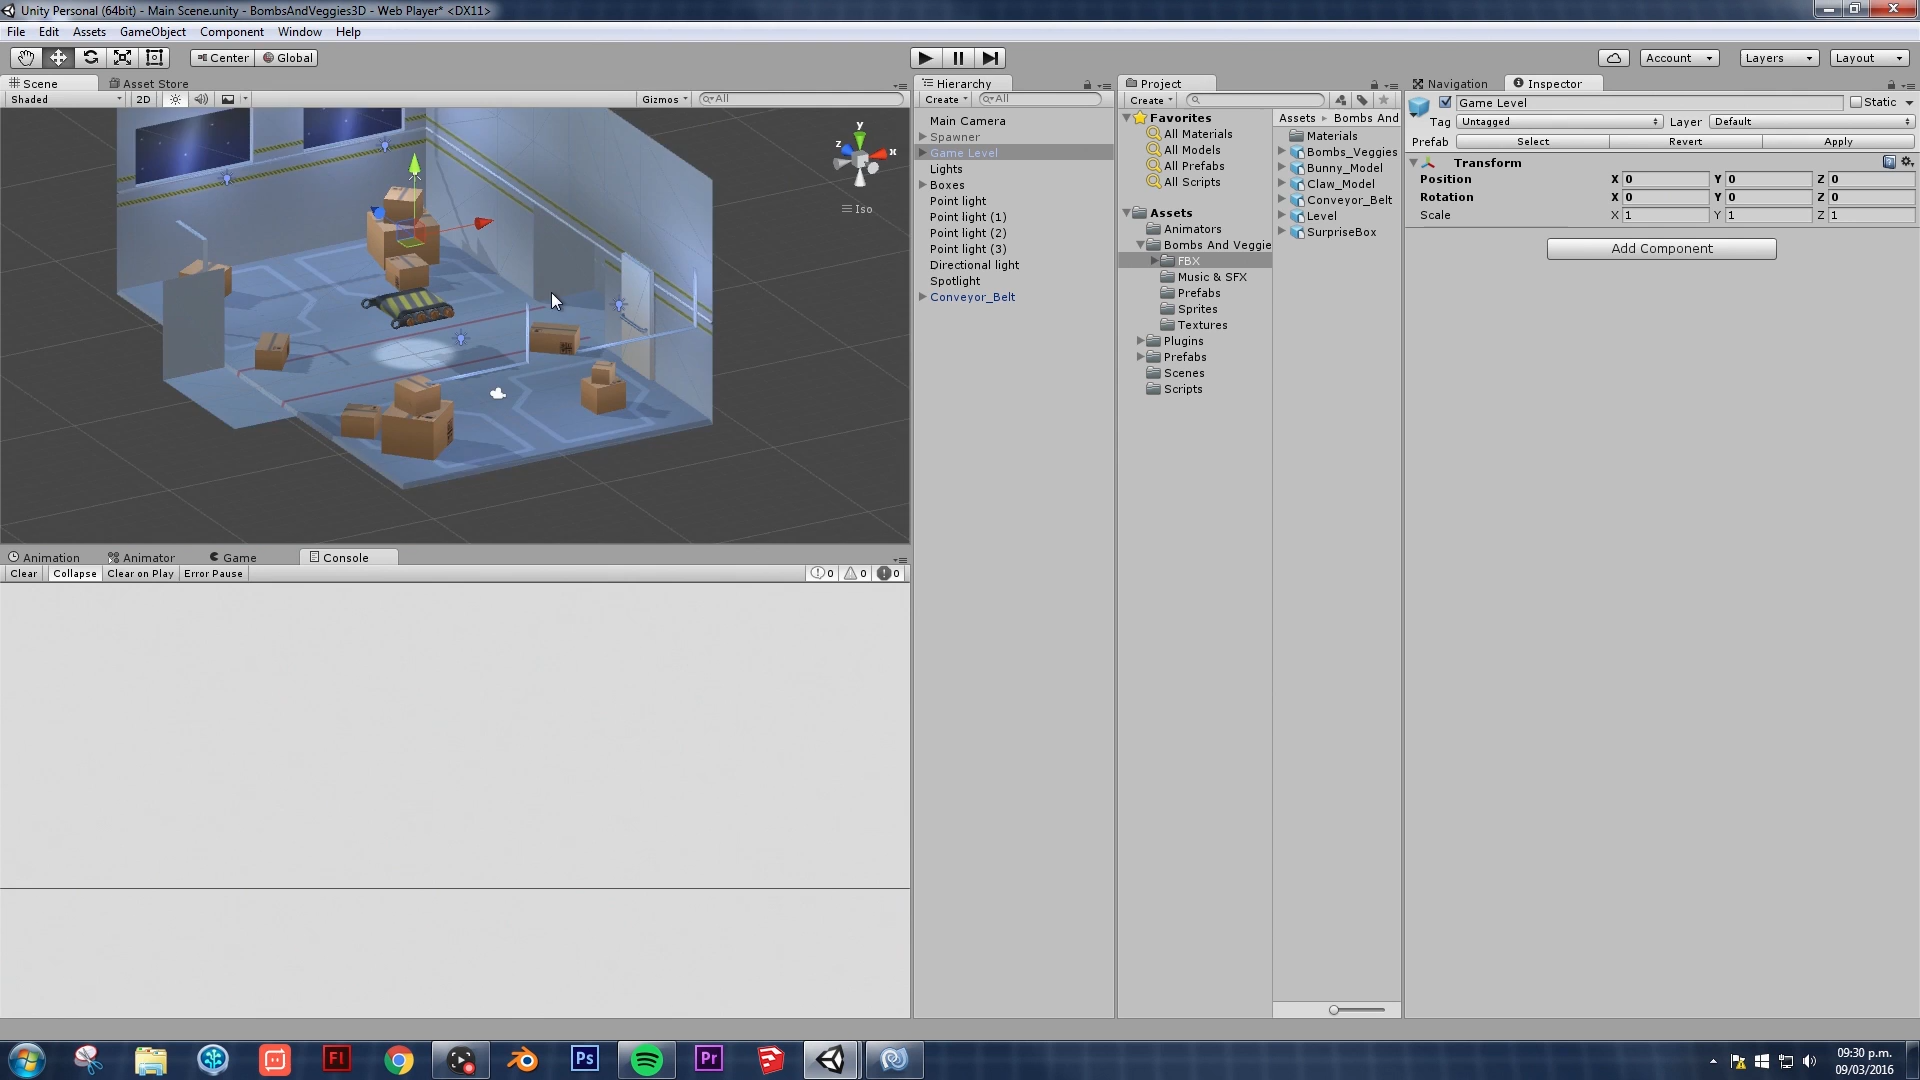 Unity Personal (64bit) - Main Scene.unity - BombsAndVeggies3D - Web Player* <DX11>
File Edit Assets GameObject Component Window Help
Center Global Account Layers Layout
Scene Asset Store
Shaded 2D Gizmos All
y
z x
Iso
Animation Animator Game Console
Clear Collapse Clear on Play Error Pause 0 0 0
Hierarchy
Create All
Main Camera
Spawner
Game Level
Lights
Boxes
Point light
Point light (1)
Point light (2)
Point light (3)
Directional light
Spotlight
Conveyor_Belt
Project
Create
Favorites
All Materials
All Models
All Prefabs
All Scripts
Assets
Animators
Bombs And Veggie
FBX
Music & SFX
Prefabs
Sprites
Textures
Plugins
Prefabs
Scenes
Scripts
Assets Bombs And
Materials
Bombs_Veggies
Bunny_Model
Claw_Model
Conveyor_Belt
Level
SurpriseBox
Navigation Inspector
Game Level Static
Tag Untagged Layer Default
Prefab Select Revert Apply
Transform
Position X 0 Y 0 Z 0
Rotation X 0 Y 0 Z 0
Scale X 1 Y 1 Z 1
Add Component
Fl Ps Pr
09:30 p.m.
09/03/2016